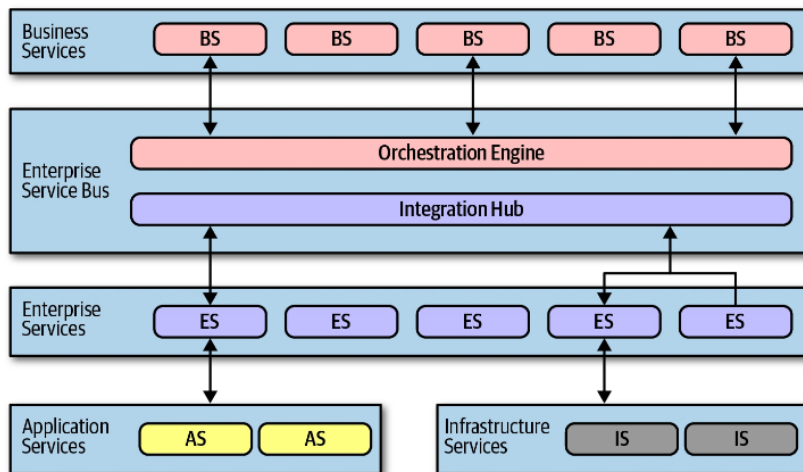 Business
Services
BS BS BS BS BS
Enterprise
Service Bus
Orchestration Engine
Integration Hub
Enterprise
Services
ES ES ES ES ES
Application
Services
AS AS
Infrastructure
Services
IS IS